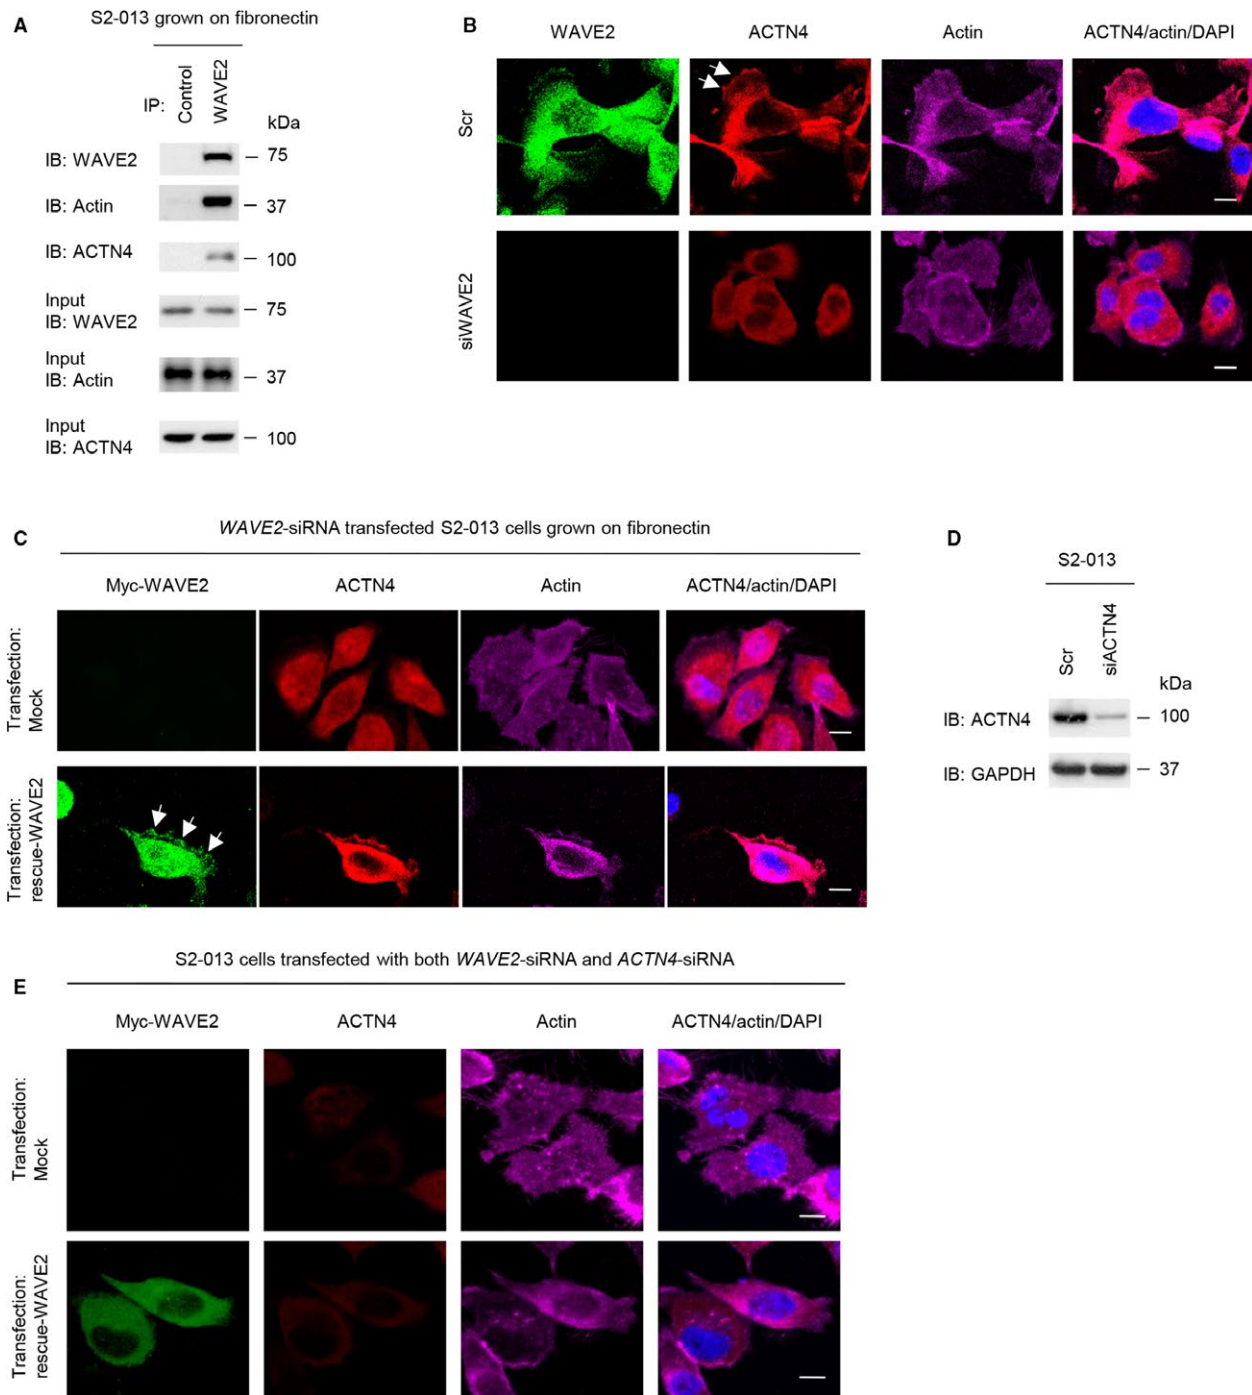 A
S2-013 grown on fibronectin
IP:
Control
WAVE2
kDa
IB: WAVE2
75
IB: Actin
37
IB: ACTN4
100
Input
IB: WAVE2
75
Input
IB: Actin
37
Input
IB: ACTN4
100
B
WAVE2
ACTN4
Actin
ACTN4/actin/DAPI
Scr
siWAVE2
C
WAVE2-siRNA transfected S2-013 cells grown on fibronectin
Myc-WAVE2
ACTN4
Actin
ACTN4/actin/DAPI
Transfection:
Mock
Transfection:
rescue-WAVE2
D
S2-013
Scr
siACTN4
kDa
IB: ACTN4
100
IB: GAPDH
37
S2-013 cells transfected with both WAVE2-siRNA and ACTN4-siRNA
E
Myc-WAVE2
ACTN4
Actin
ACTN4/actin/DAPI
Transfection:
Mock
Transfection:
rescue-WAVE2